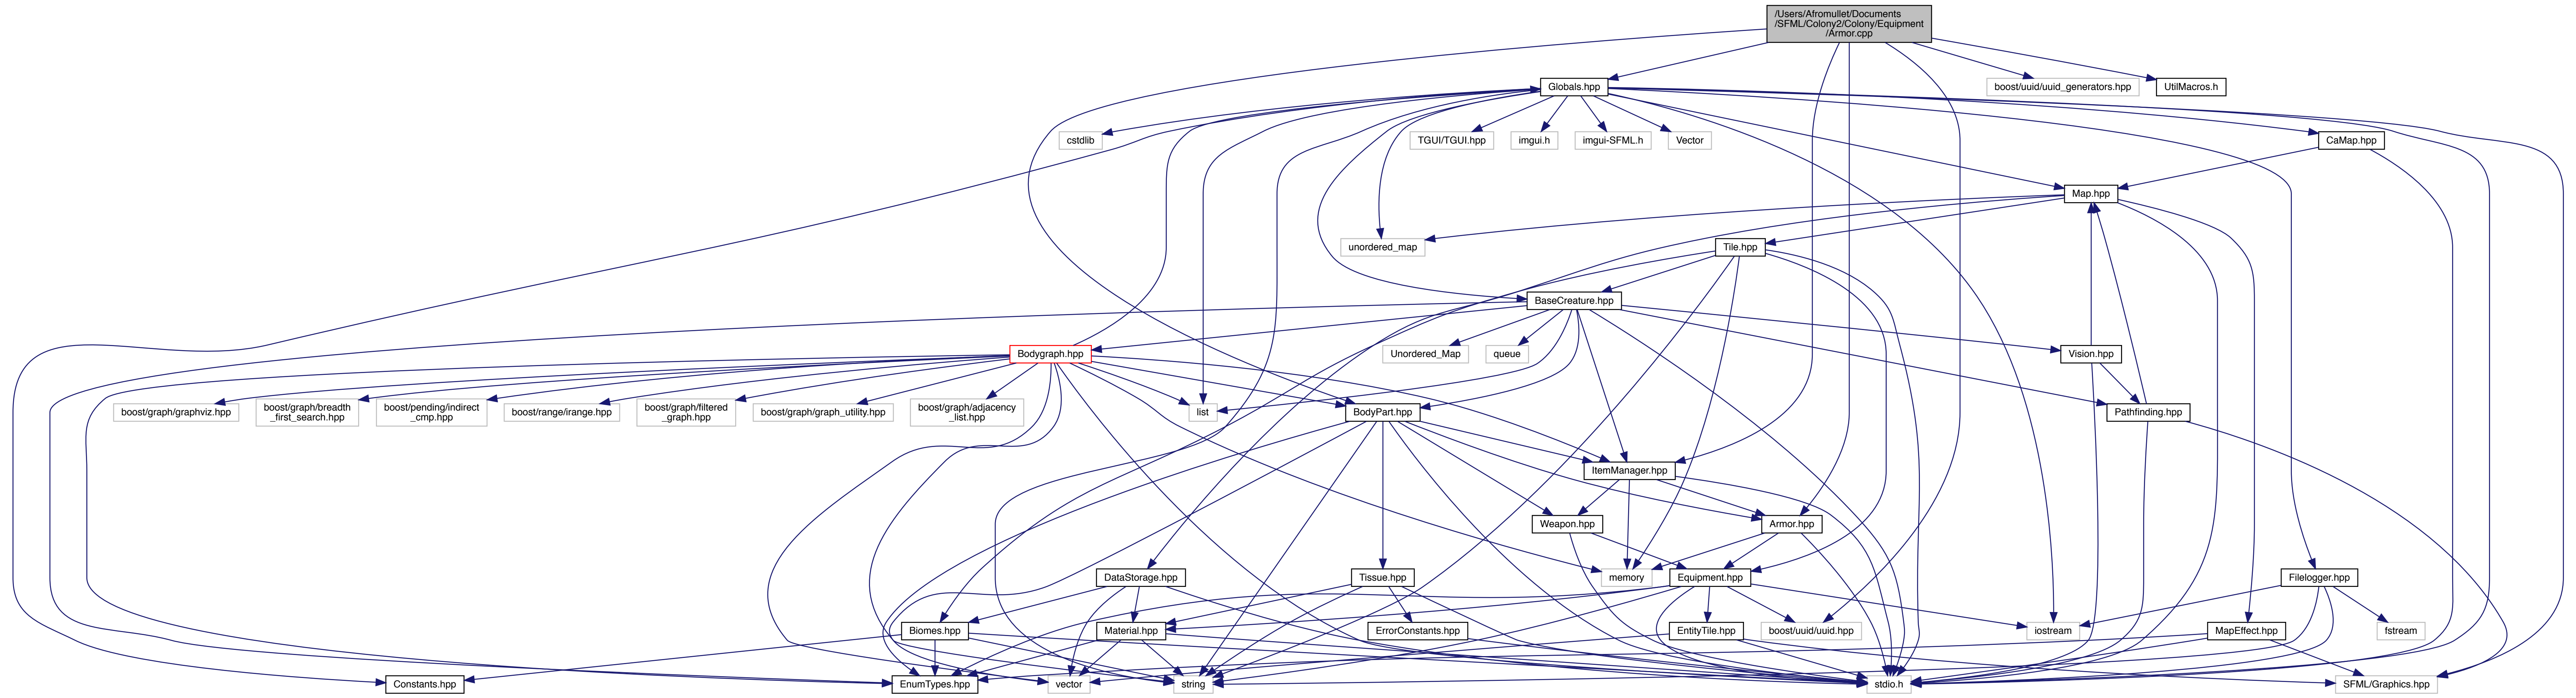 /Users/Afromullet/Documents
/SFML/Colony2/Colony/Equipment
/Armor.cpp
Globals.hpp
boost/uuid/uuid_generators.hpp
UtilMacros.h
cstdlib
TGUI/TGUI.hpp
imgui.h
imgui-SFML.h
Vector
CaMap.hpp
Map.hpp
unordered_map
Tile.hpp
BaseCreature.hpp
Bodygraph.hpp
Unordered_Map
queue
Vision.hpp
boost/graph/graphviz.hpp
boost/graph/breadth
_first_search.hpp
boost/pending/indirect
_cmp.hpp
boost/range/irange.hpp
boost/graph/filtered
_graph.hpp
boost/graph/graph_utility.hpp
boost/graph/adjacency
_list.hpp
list
BodyPart.hpp
Pathfinding.hpp
ItemManager.hpp
Weapon.hpp
Armor.hpp
DataStorage.hpp
Tissue.hpp
memory
Equipment.hpp
Filelogger.hpp
Biomes.hpp
Material.hpp
ErrorConstants.hpp
EntityTile.hpp
boost/uuid/uuid.hpp
iostream
MapEffect.hpp
fstream
Constants.hpp
EnumTypes.hpp
vector
string
stdio.h
SFML/Graphics.hpp